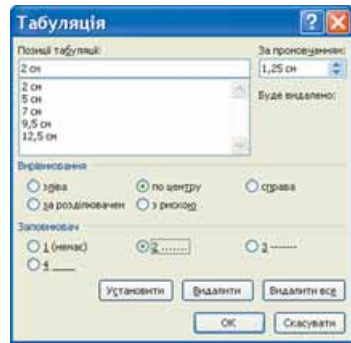 Табуляція
Позиції табуляції:
За промовчанням:
2 см
1,25 см
2 см
5 см
7 см
9,5 см
12,5 см
Буде видалено:
Вирівнювання
зліва
по центру
справа
за розділювачем
з рискою
Заповнювач
1 (немає)
2 .......
3 -------
4 ____
Установити
Видалити
Видалити все
ОК
Скасувати